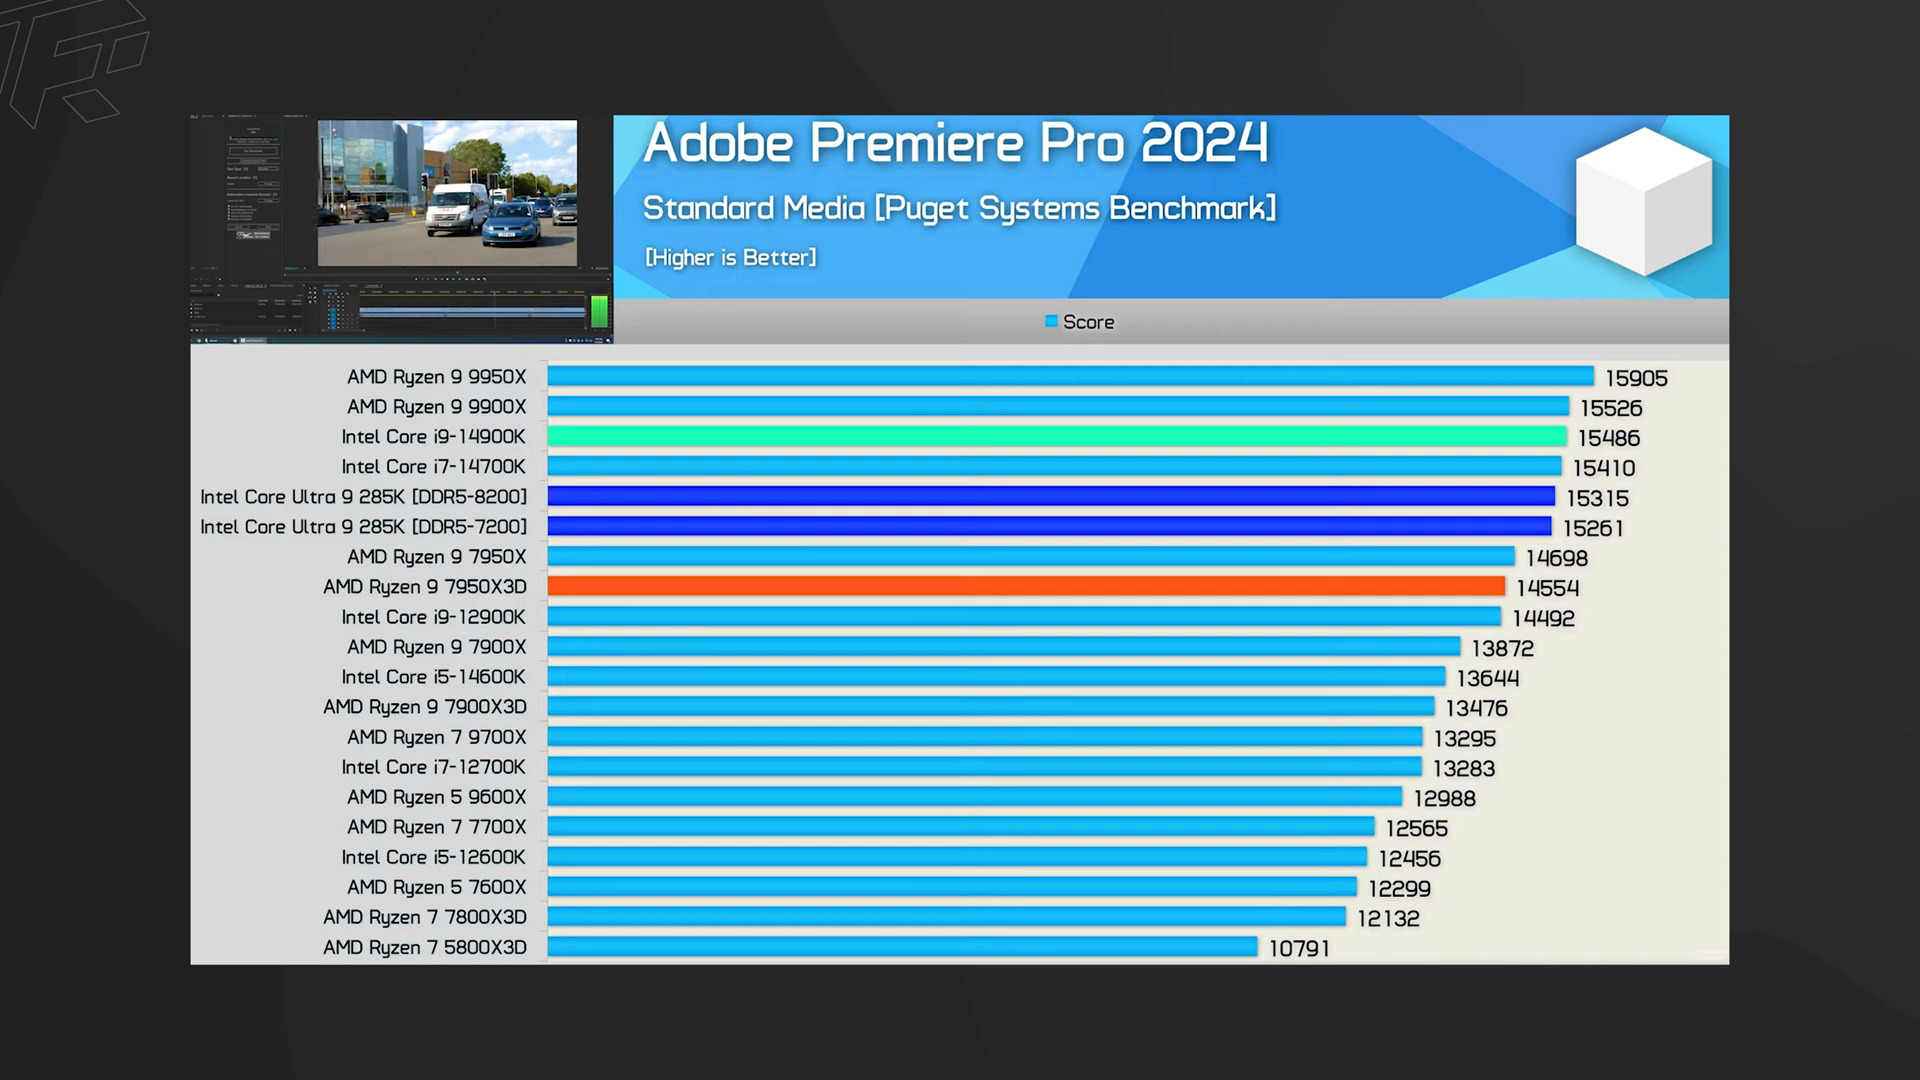 Adobe Premiere Pro 2024
Standard Media [Puget Systems Benchmark]
[Higher is Better]
Score
AMD Ryzen 9 9950X 15905
AMD Ryzen 9 9900X 15526
Intel Core i9-14900K 15486
Intel Core i7-14700K 15410
Intel Core Ultra 9 285K [DDR5-8200] 15315
Intel Core Ultra 9 285K [DDR5-7200] 15261
AMD Ryzen 9 7950X 14698
AMD Ryzen 9 7950X3D 14554
Intel Core i9-12900K 14492
AMD Ryzen 9 7900X 13872
Intel Core i5-14600K 13644
AMD Ryzen 9 7900X3D 13476
AMD Ryzen 7 9700X 13295
Intel Core i7-12700K 13283
AMD Ryzen 5 9600X 12988
AMD Ryzen 7 7700X 12565
Intel Core i5-12600K 12456
AMD Ryzen 5 7600X 12299
AMD Ryzen 7 7800X3D 12132
AMD Ryzen 7 5800X3D 10791